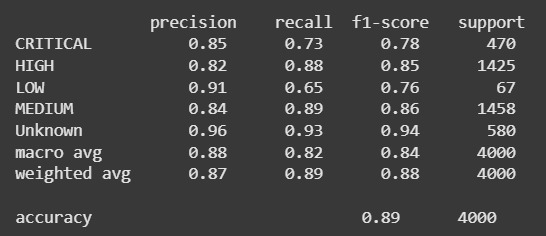 precision recall f1-score support
CRITICAL 0.85 0.73 0.78 470
HIGH 0.82 0.88 0.85 1425
LOW 0.91 0.65 0.76 67
MEDIUM 0.84 0.89 0.86 1458
Unknown 0.96 0.93 0.94 580
macro avg 0.88 0.82 0.84 4000
weighted avg 0.87 0.89 0.88 4000
accuracy 0.89 4000